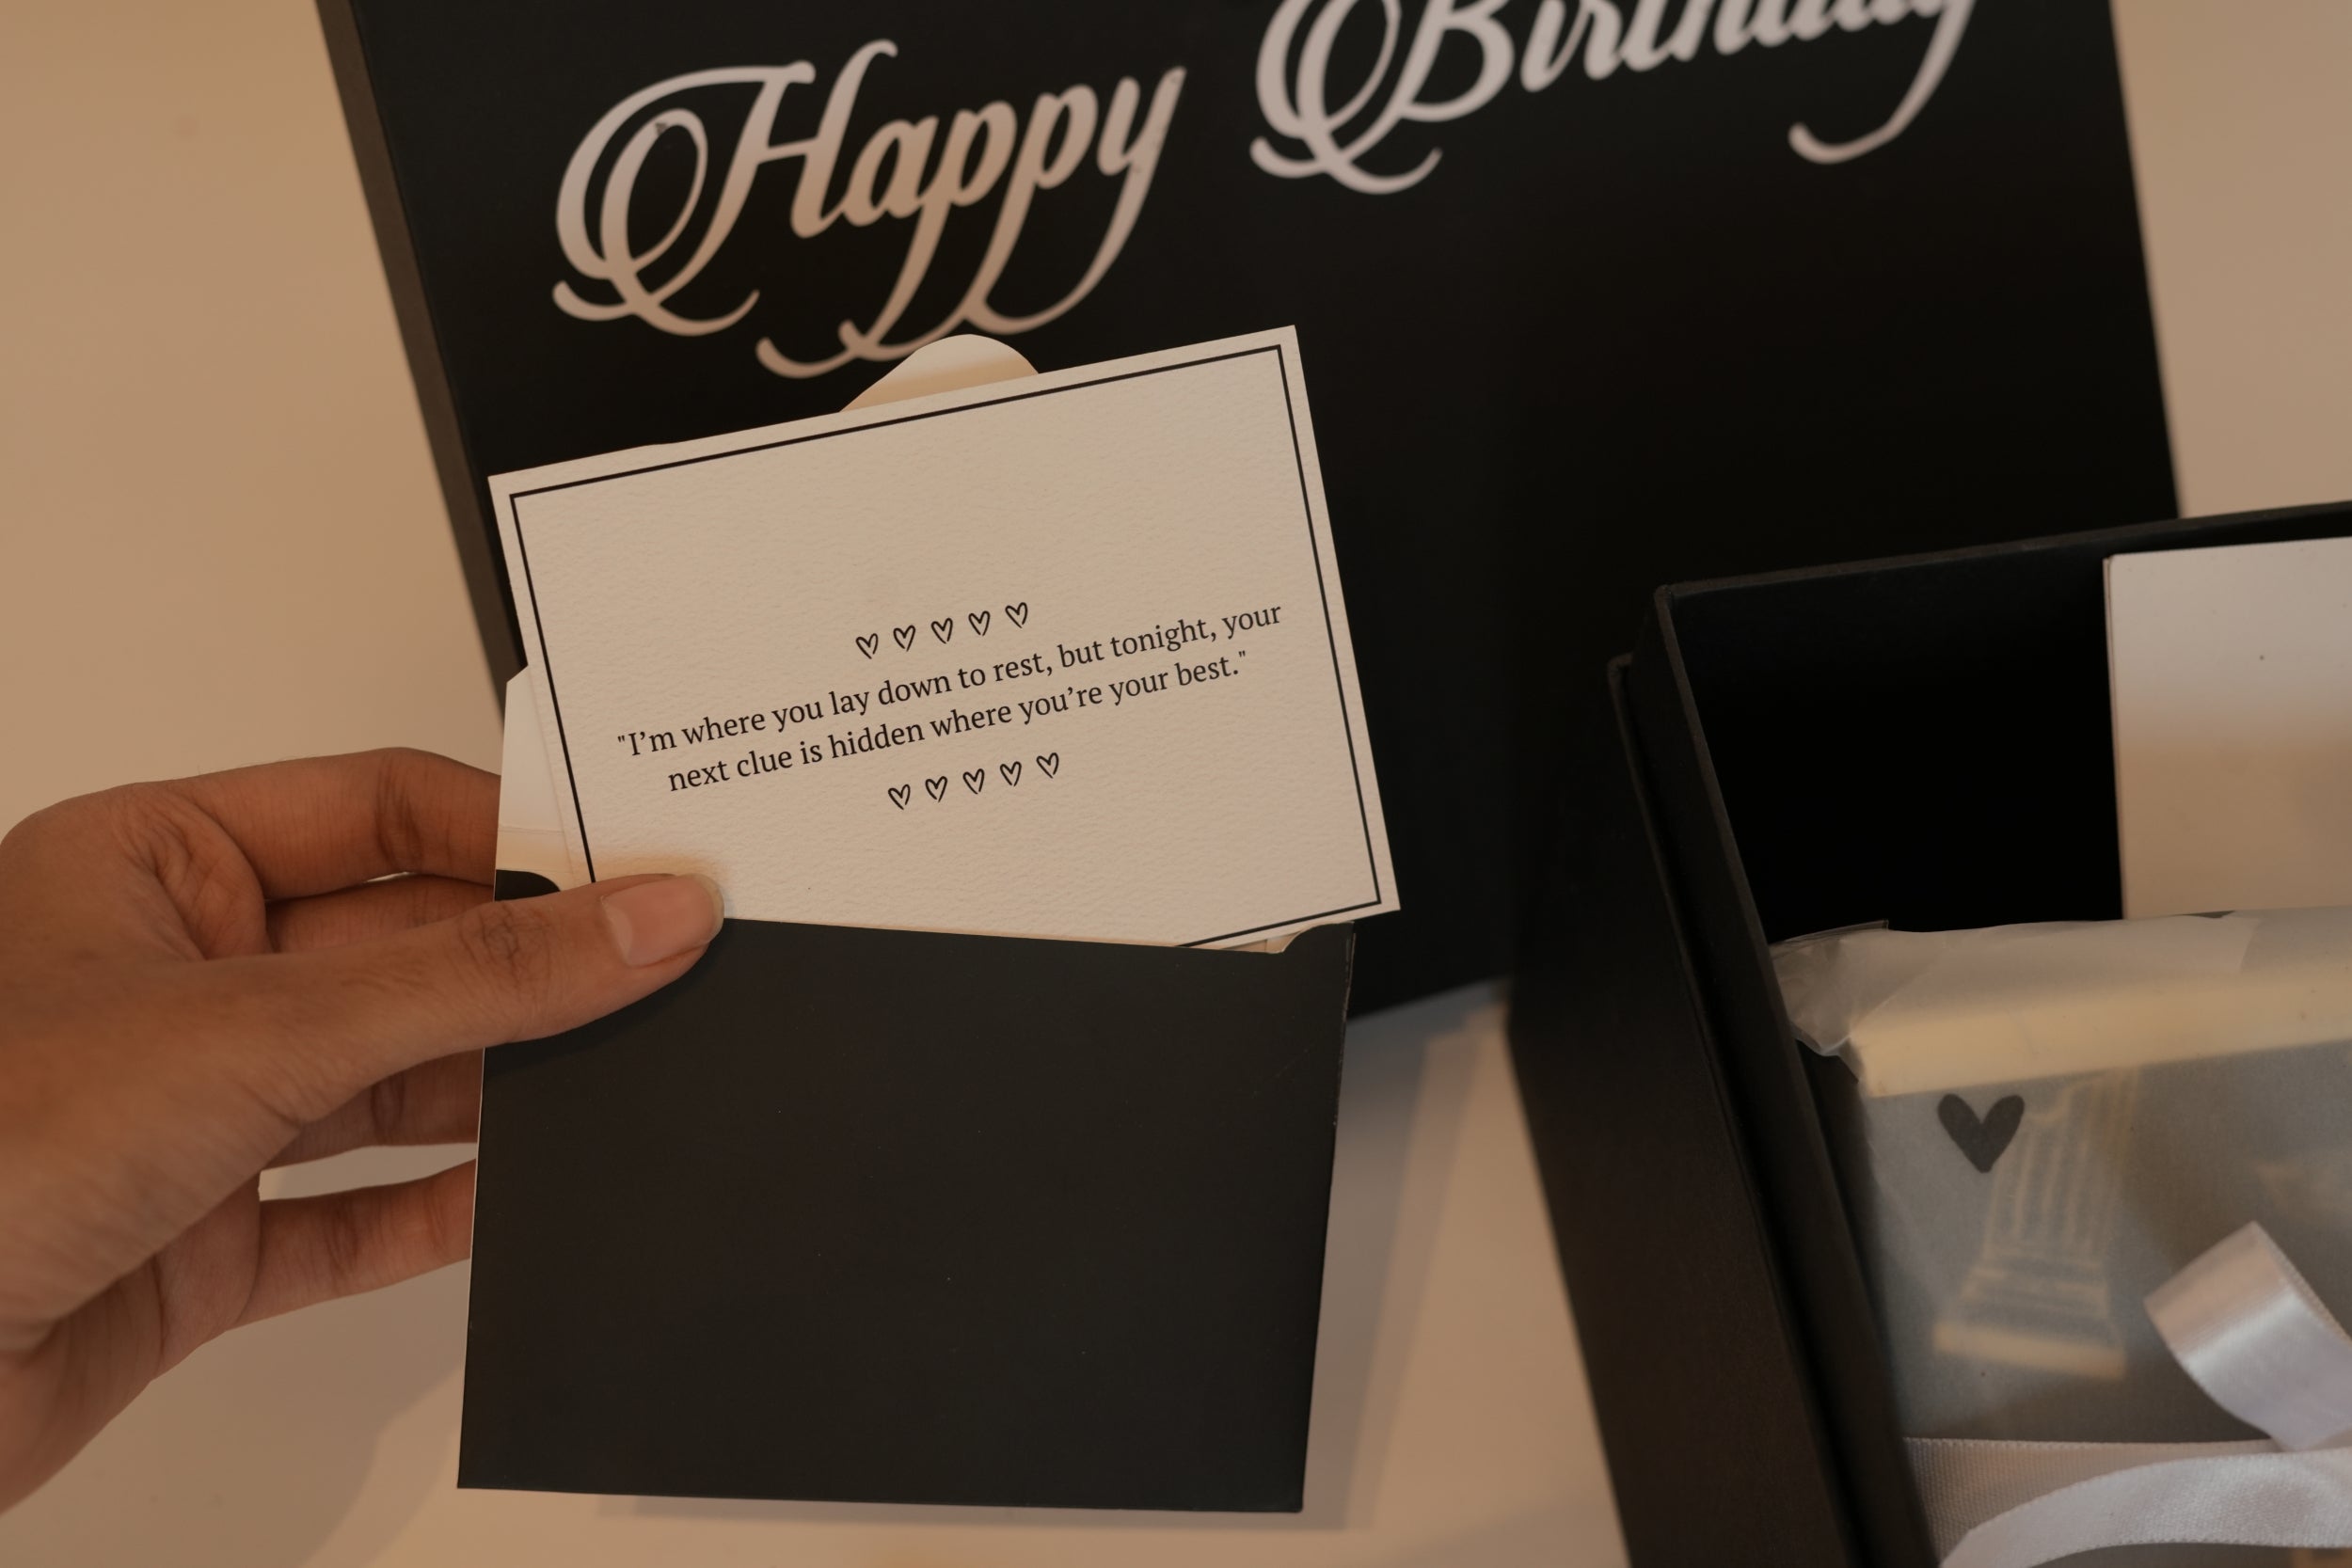 Happy Birthday
♡ ♡ ♡ ♡ ♡
"I’m where you lay down to rest, but tonight, your
next clue is hidden where you’re your best."
♡ ♡ ♡ ♡ ♡